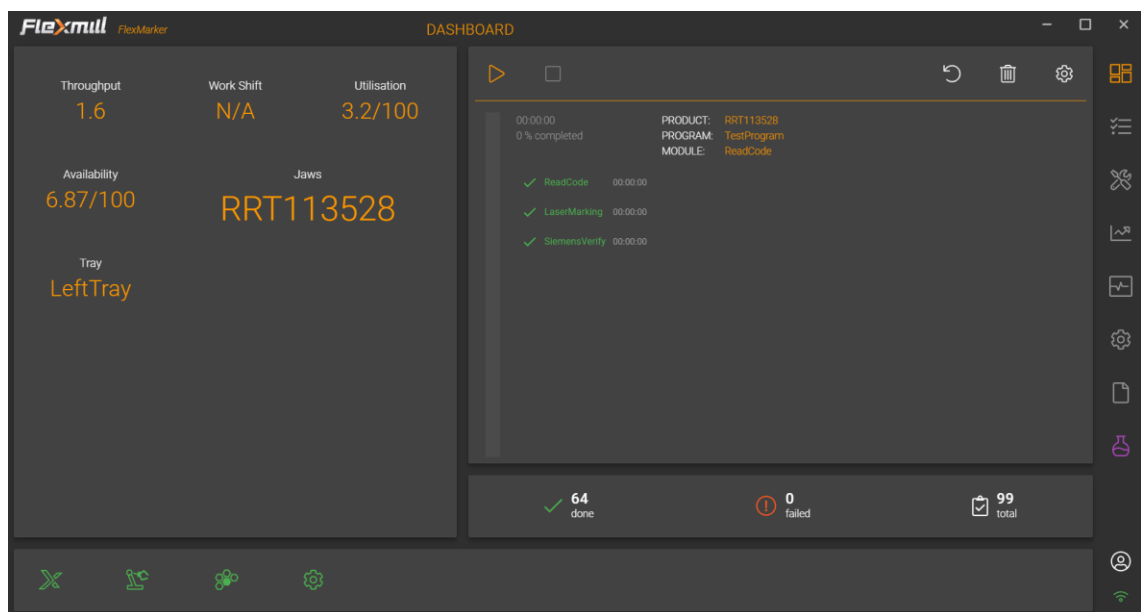 Flexmill FlexMarker
DASHBOARD
Throughput
1.6
Work Shift
N/A
Utilisation
3.2/100
Availability
6.87/100
Jaws
RRT113528
Tray
LeftTray
00:00:00
0 % completed
PRODUCT: RRT113528
PROGRAM: TestProgram
MODULE: ReadCode
ReadCode 00:00:00
LaserMarking 00:00:00
SiemensVerify 00:00:00
64
done
0
failed
99
total